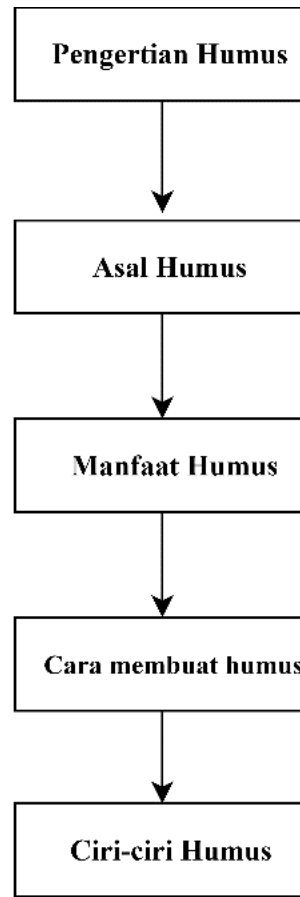 Pengertian Humus
Asal Humus
Manfaat Humus
Cara membuat humus
Ciri-ciri Humus